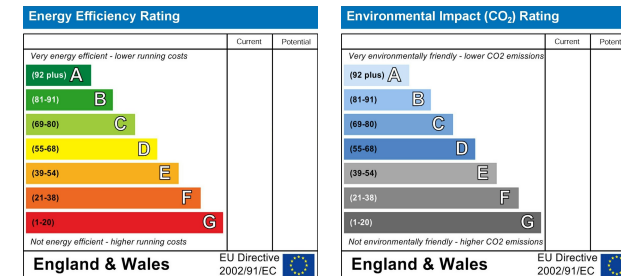 Energy Efficiency Rating
Current Potential
Very energy efficient - lower running costs
(92 plus) A
(81-91) B
(69-80) C
(55-68) D
(39-54) E
(21-38) F
(1-20) G
Not energy efficient - higher running costs
England & Wales
EU Directive
2002/91/EC
Environmental Impact (CO₂) Rating
Current Potent
Very environmentally friendly - lower CO2 emissions
(92 plus) A
(81-91) B
(69-80) C
(55-68) D
(39-54) E
(21-38) F
(1-20) G
Not environmentally friendly - higher CO2 emissions
England & Wales
EU Directive
2002/91/EC